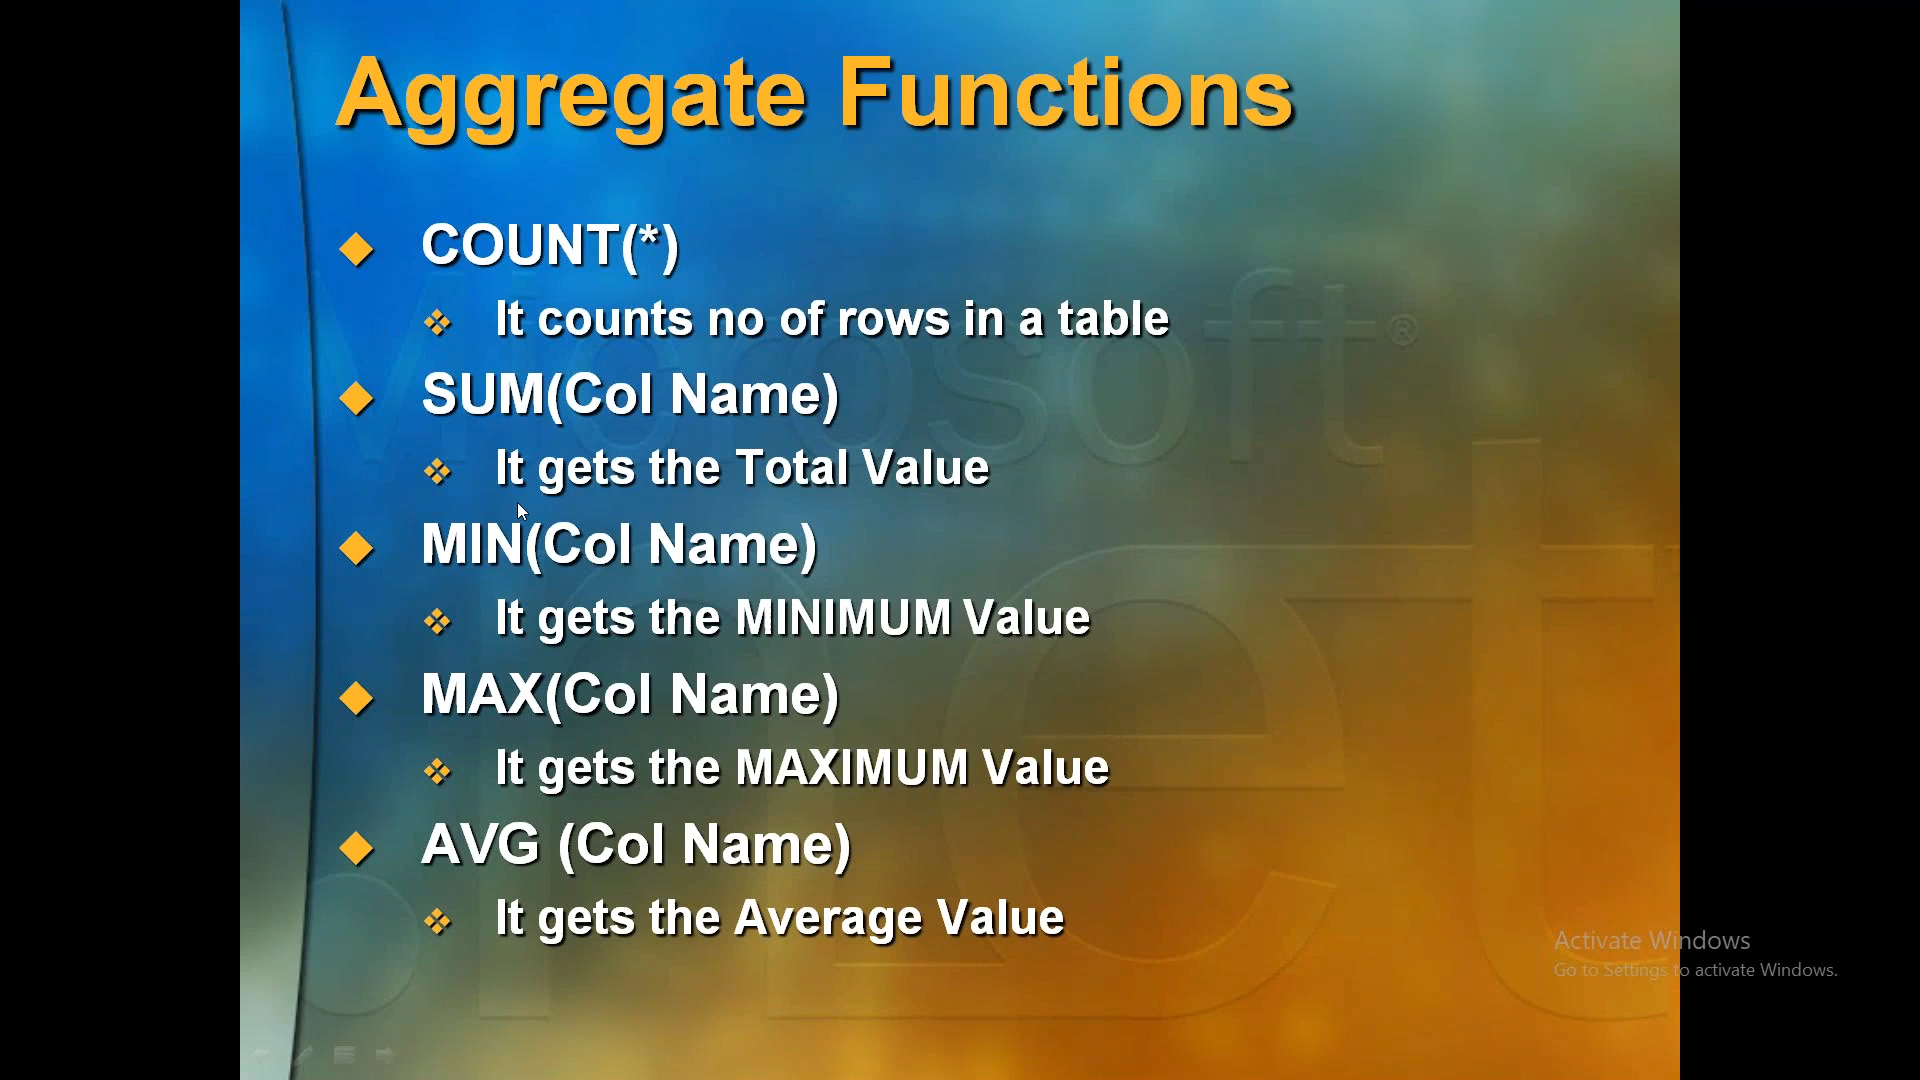 Aggregate Functions
COUNT(*)
It counts no of rows in a table
SUM(Col Name)
It gets the Total Value
MIN(Col Name)
It gets the MINIMUM Value
MAX(Col Name)
It gets the MAXIMUM Value
AVG (Col Name)
It gets the Average Value
Microsoft®
.net
Activate Windows
Go to Settings to activate Windows.